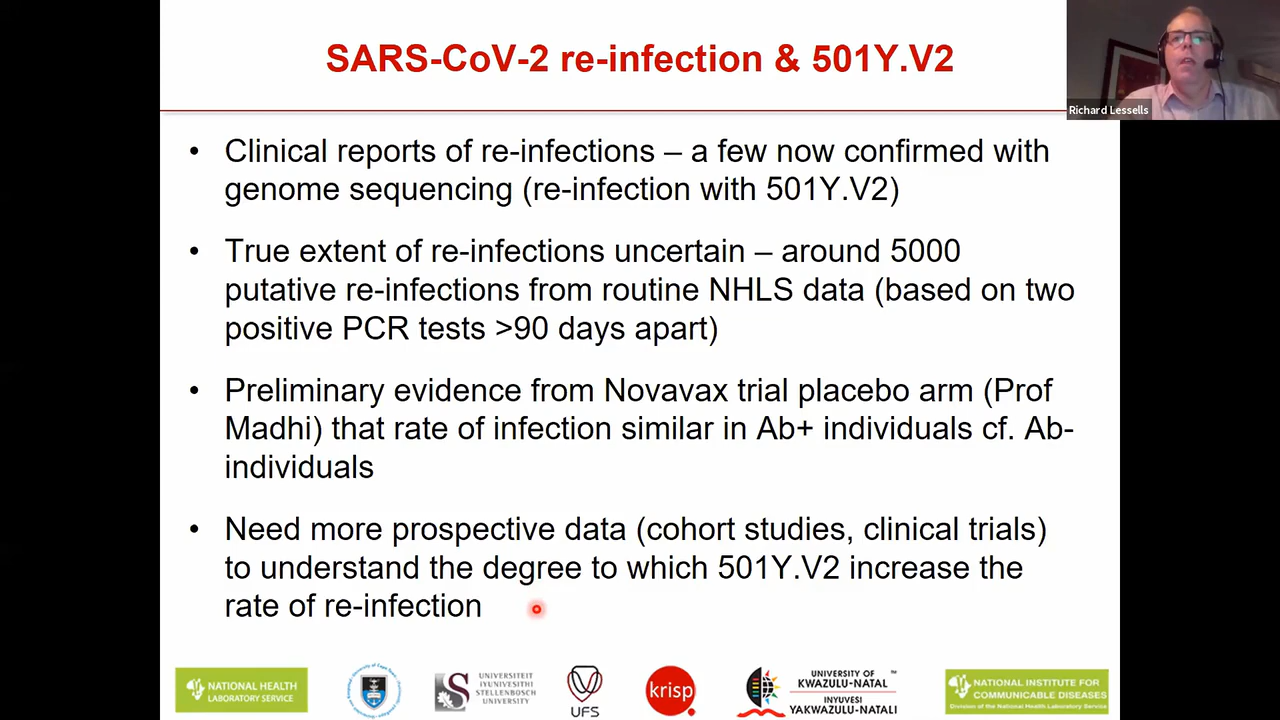 SARS-CoV-2 re-infection & 501Y.V2
Richard Lessells
• Clinical reports of re-infections – a few now confirmed with
genome sequencing (re-infection with 501Y.V2)
• True extent of re-infections uncertain – around 5000
putative re-infections from routine NHLS data (based on two
positive PCR tests >90 days apart)
• Preliminary evidence from Novavax trial placebo arm (Prof
Madhi) that rate of infection similar in Ab+ individuals cf. Ab-
individuals
• Need more prospective data (cohort studies, clinical trials)
to understand the degree to which 501Y.V2 increase the
rate of re-infection
NATIONAL HEALTH
LABORATORY SERVICE
UNIVERSITEIT
IYUNIVESITHI
STELLENBOSCH
UNIVERSITY
UFS
krisp
UNIVERSITY OF ™
KWAZULU-NATAL
INYUVESI
YAKWAZULU-NATALI
NATIONAL INSTITUTE FOR
COMMUNICABLE DISEASES
Division of the National Health Laboratory Service